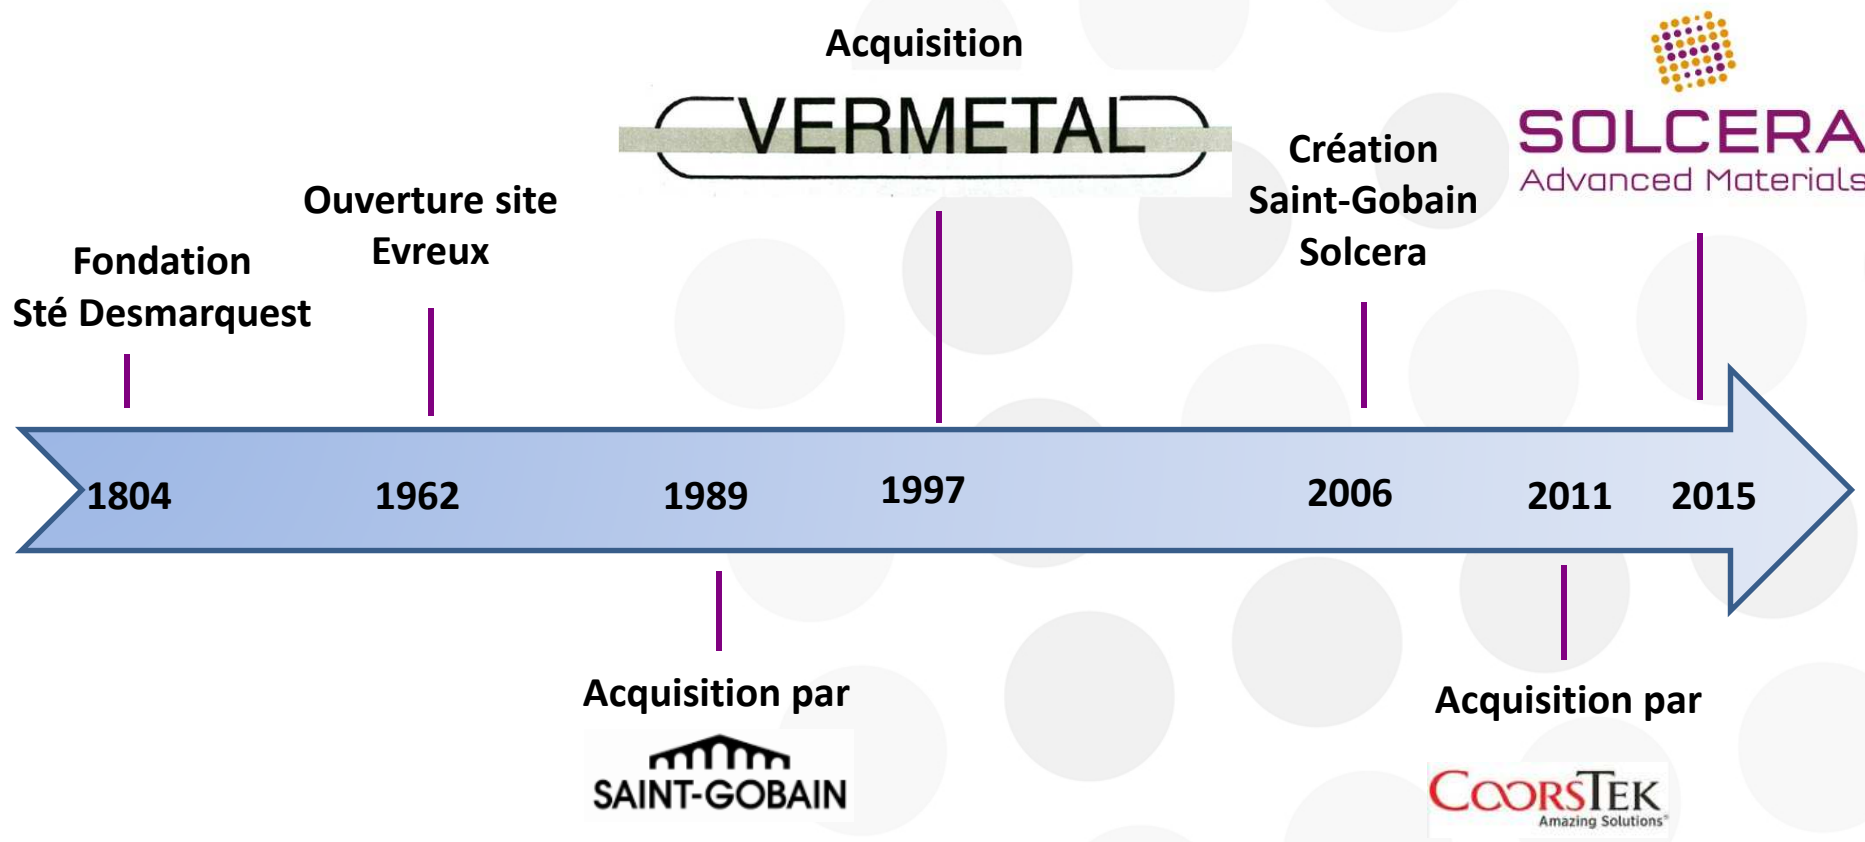 Acquisition
VERMETAL
SOLCERA
Advanced Materials
Création
Saint-Gobain
Solcera
Ouverture site
Evreux
Fondation
Sté Desmarquest
1804
1962
1989
1997
2006
2011
2015
Acquisition par
SAINT-GOBAIN
Acquisition par
COORSTEK
Amazing Solutions®